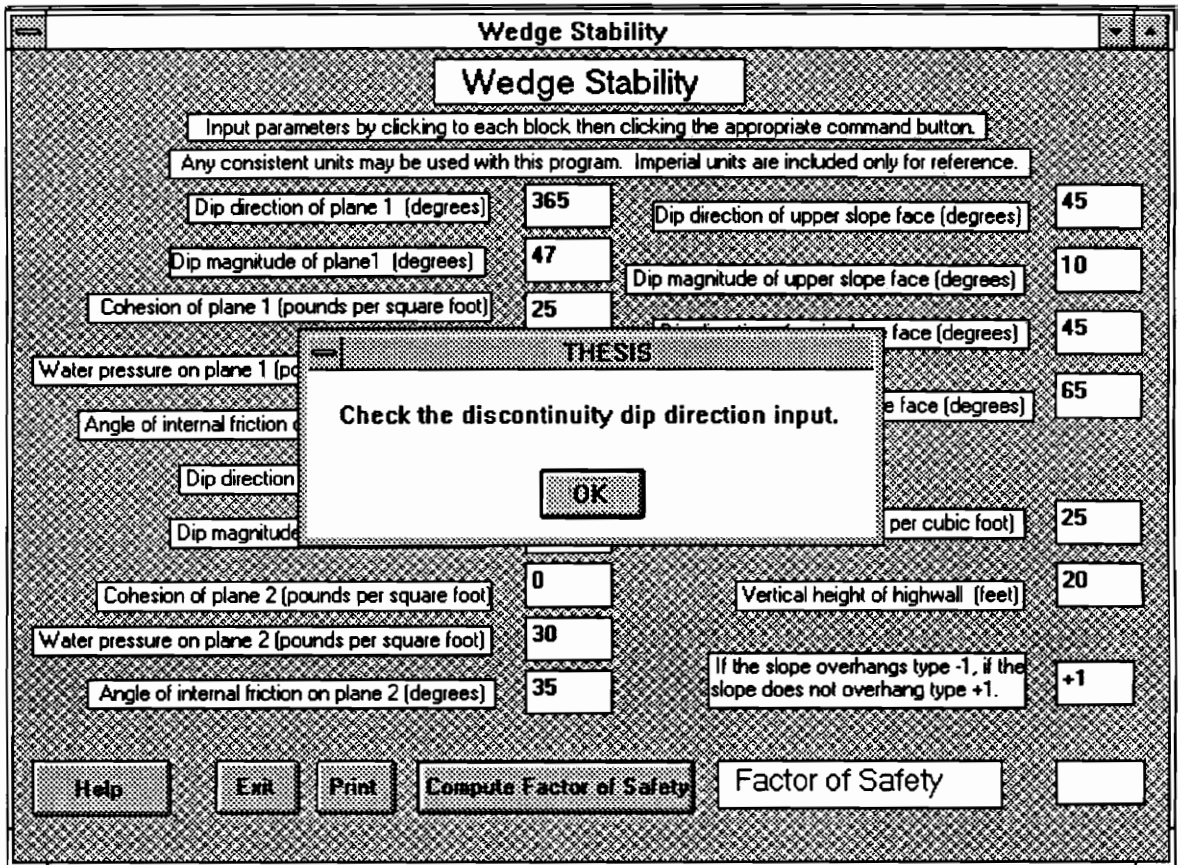 Wedge Stability
Wedge Stability
Input parameters by clicking to each block then clicking the appropriate command button.
Any consistent units may be used with this program. Imperial units are included only for reference.
Dip direction of plane 1 (degrees) 365
Dip direction of upper slope face (degrees) 45
Dip magnitude of plane1 (degrees) 47
Dip magnitude of upper slope face (degrees) 10
Cohesion of plane 1 (pounds per square foot) 25
face (degrees) 45
THESIS
Water pressure on plane 1
face (degrees) 65
Check the discontinuity dip direction input.
Angle of internal friction
Dip direction
OK
Dip magnitude
per cubic foot) 25
Cohesion of plane 2 (pounds per square foot) 0
Vertical height of highwall (feet) 20
Water pressure on plane 2 (pounds per square foot) 30
If the slope overhangs type -1, if the
slope does not overhang type +1. +1
Angle of internal friction on plane 2 (degrees) 35
Help Exit Print Compute Factor of Safety Factor of Safety